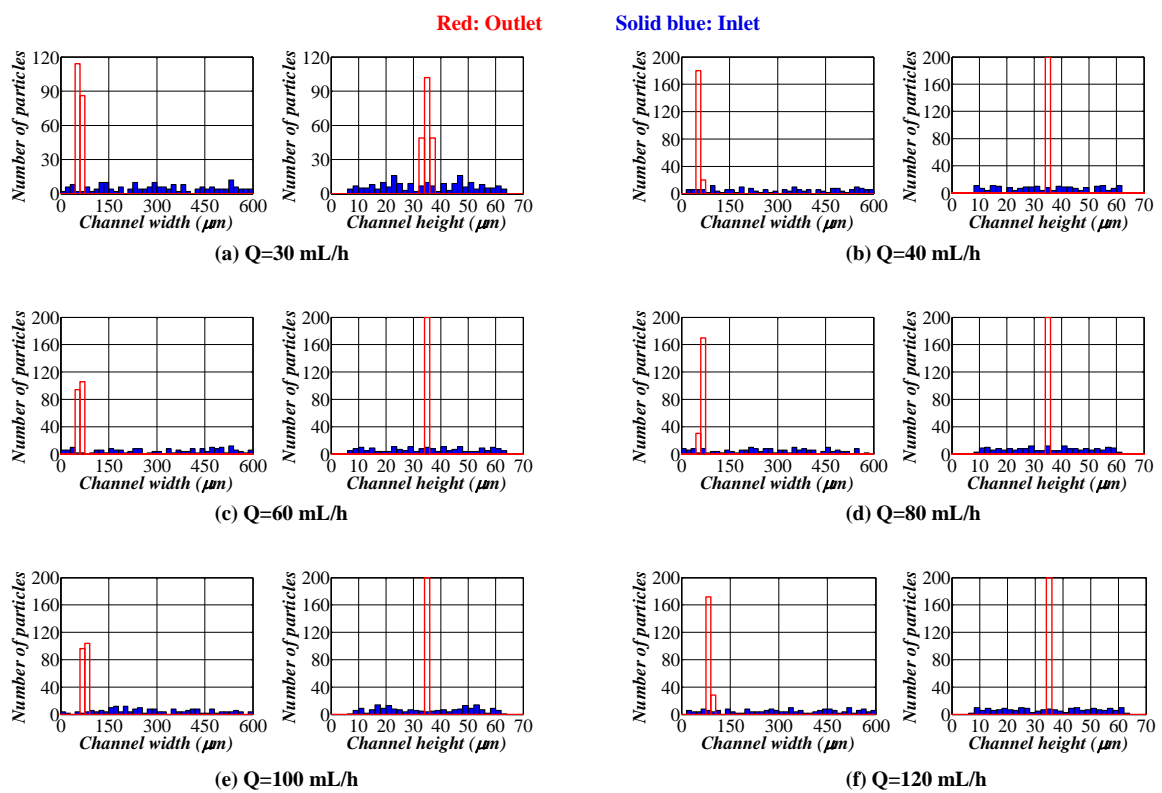 Red: Outlet Solid blue: Inlet
Number of particles
120
90
60
30
0
0 150 300 450 600
Channel width (μm)
Number of particles
120
90
60
30
0
0 10 20 30 40 50 60 70
Channel height (μm)
(a) Q=30 mL/h
Number of particles
200
160
120
80
40
0
0 150 300 450 600
Channel width (μm)
Number of particles
200
160
120
80
40
0
0 10 20 30 40 50 60 70
Channel height (μm)
(b) Q=40 mL/h
Number of particles
200
160
120
80
40
0
0 150 300 450 600
Channel width (μm)
Number of particles
200
160
120
80
40
0
0 10 20 30 40 50 60 70
Channel height (μm)
(c) Q=60 mL/h
Number of particles
200
160
120
80
40
0
0 150 300 450 600
Channel width (μm)
Number of particles
200
160
120
80
40
0
0 10 20 30 40 50 60 70
Channel height (μm)
(d) Q=80 mL/h
Number of particles
200
160
120
80
40
0
0 150 300 450 600
Channel width (μm)
Number of particles
200
160
120
80
40
0
0 10 20 30 40 50 60 70
Channel height (μm)
(e) Q=100 mL/h
Number of particles
200
160
120
80
40
0
0 150 300 450 600
Channel width (μm)
Number of particles
200
160
120
80
40
0
0 10 20 30 40 50 60 70
Channel height (μm)
(f) Q=120 mL/h